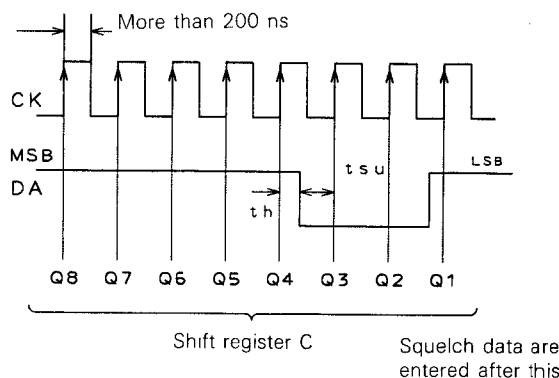 More than 200 ns
CK
MSB
LSB
DA
tsu
th
Q8 Q7 Q6 Q5 Q4 Q3 Q2 Q1
Shift register C
Squelch data are
entered after this